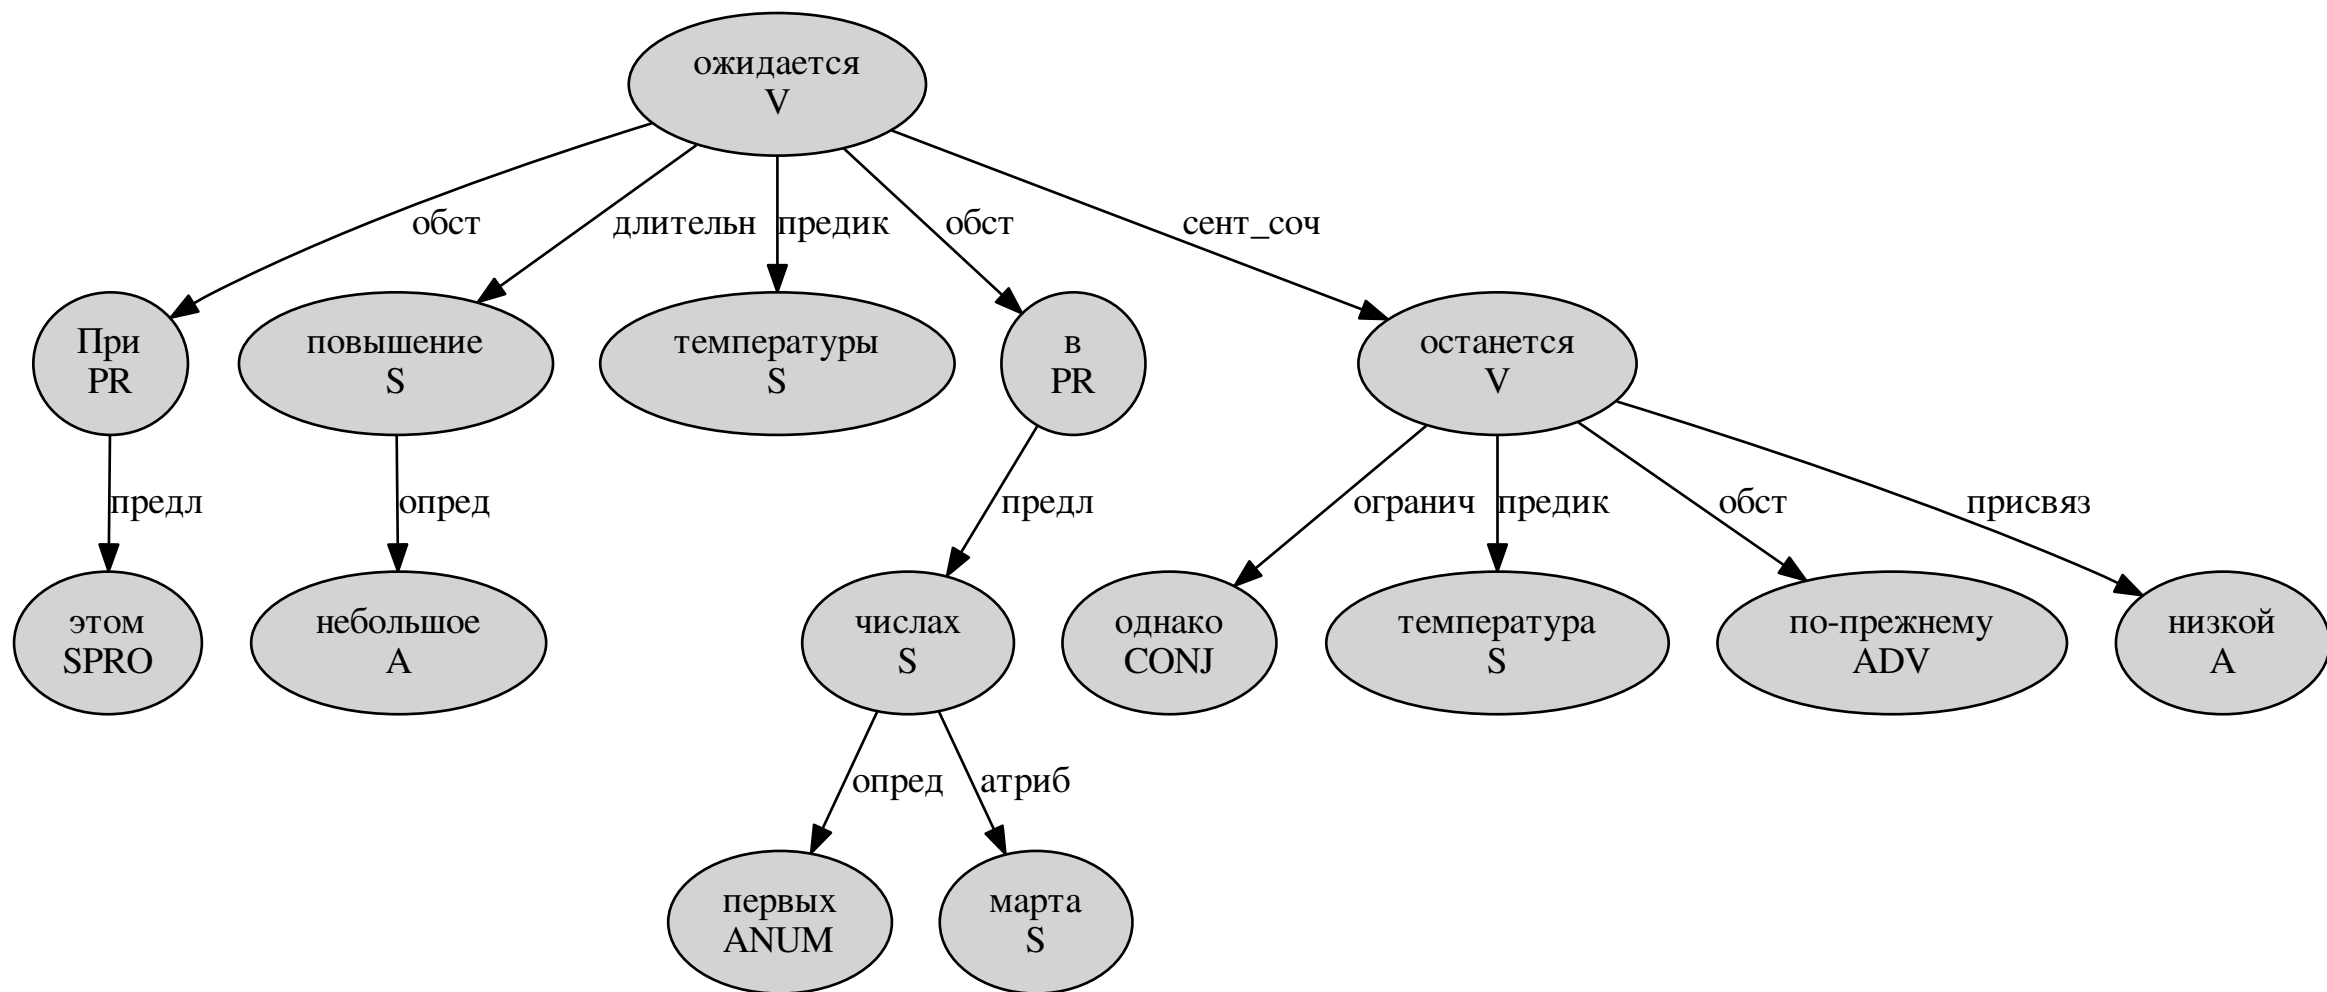 ожидается
V
обст
длительн
предик
обст
сент_соч
При
PR
повышение
S
температуры
S
в
PR
останется
V
предл
опред
предл
огранич
предик
обст
присвяз
этом
SPRO
небольшое
A
числах
S
однако
CONJ
температура
S
по-прежнему
ADV
низкой
A
опред
атриб
первых
ANUM
марта
S